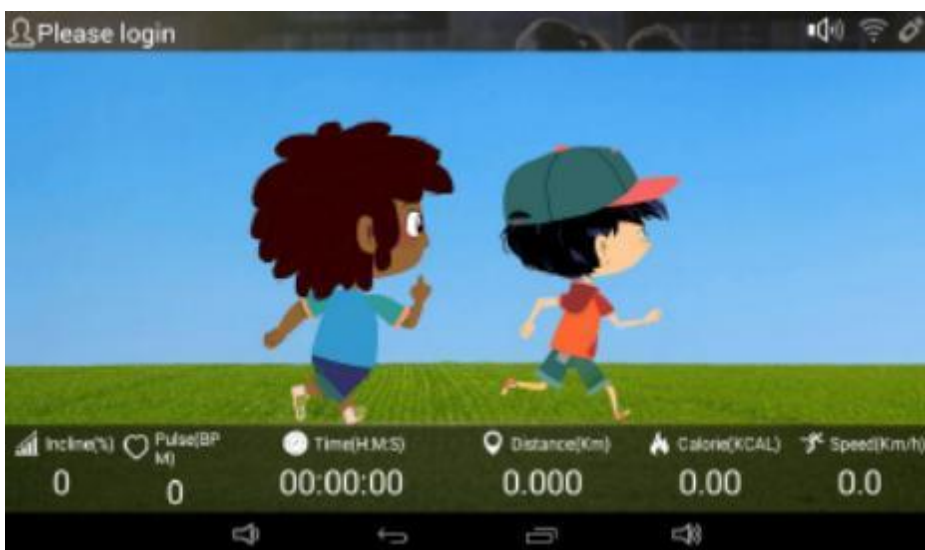 Please login
Incline(%)
Pulse(BP
M)
Time(H:M:S)
Distance(Km)
Calorie(KCAL)
Speed(Km/h)
0
0
00:00:00
0.000
0.00
0.0